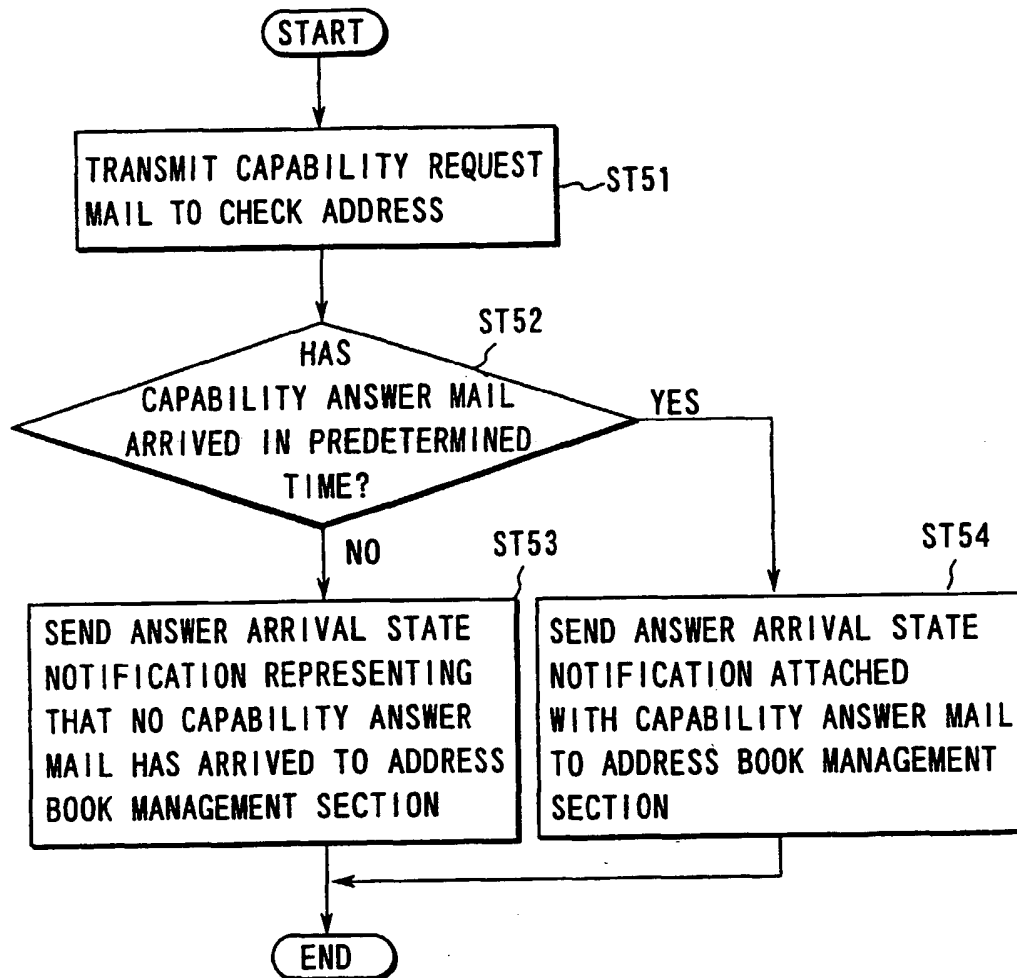 START
TRANSMIT CAPABILITY REQUEST
MAIL TO CHECK ADDRESS
ST51
ST52
HAS
CAPABILITY ANSWER MAIL
ARRIVED IN PREDETERMINED
TIME?
YES
NO
ST53
SEND ANSWER ARRIVAL STATE
NOTIFICATION REPRESENTING
THAT NO CAPABILITY ANSWER
MAIL HAS ARRIVED TO ADDRESS
BOOK MANAGEMENT SECTION
ST54
SEND ANSWER ARRIVAL STATE
NOTIFICATION ATTACHED
WITH CAPABILITY ANSWER MAIL
TO ADDRESS BOOK MANAGEMENT
SECTION
END